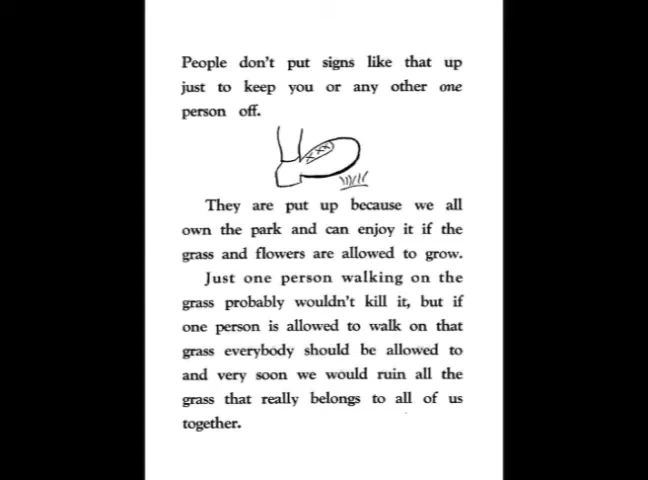 People don't put signs like that up
just to keep you or any other one
person off.
They are put up because we all
own the park and can enjoy it if the
grass and flowers are allowed to grow.
Just one person walking on the
grass probably wouldn't kill it, but if
one person is allowed to walk on that
grass everybody should be allowed to
and very soon we would ruin all the
grass that really belongs to all of us
together.